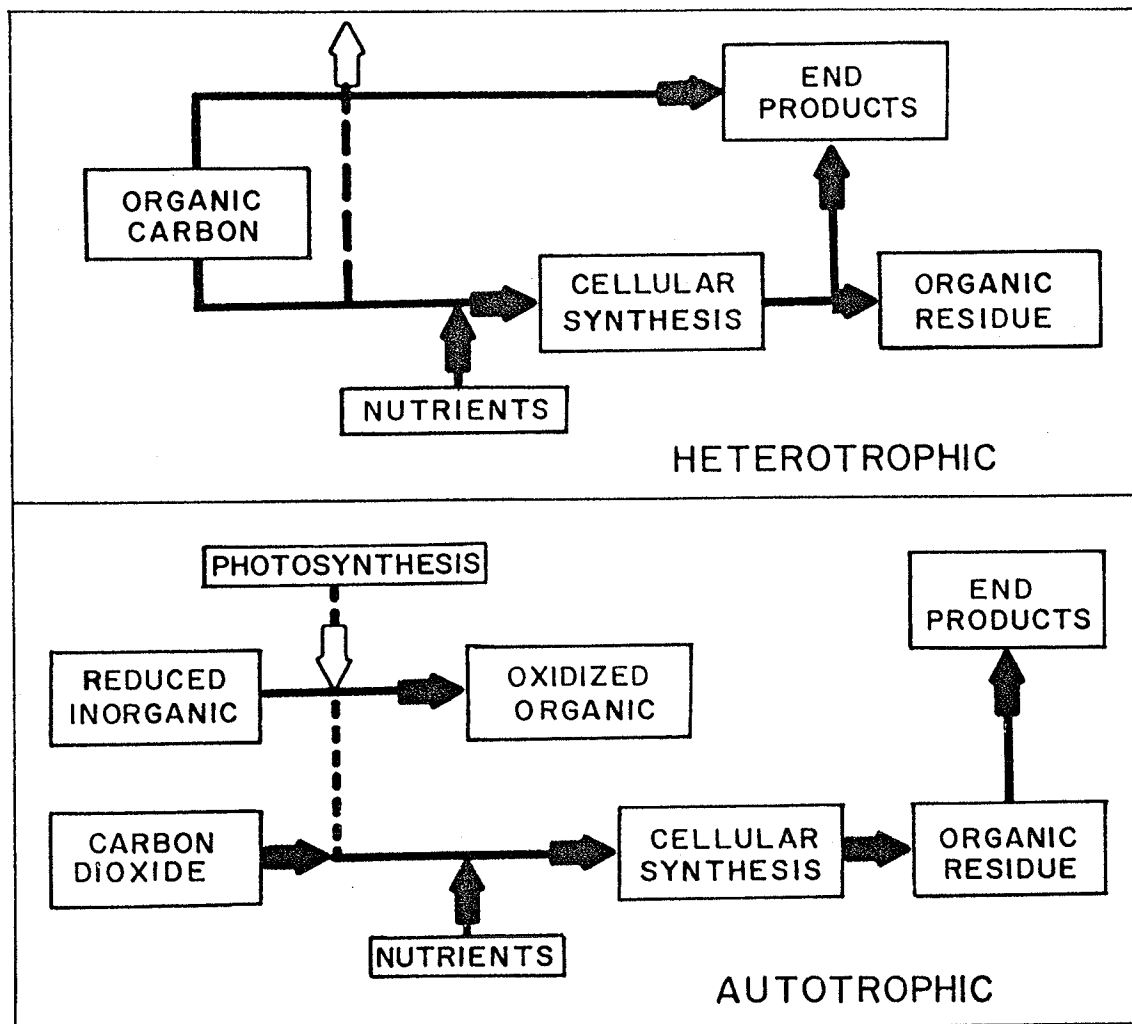 END
PRODUCTS
ORGANIC
CARBON
CELLULAR
SYNTHESIS
ORGANIC
RESIDUE
NUTRIENTS
HETEROTROPHIC
PHOTOSYNTHESIS
END
PRODUCTS
REDUCED
INORGANIC
OXIDIZED
ORGANIC
CARBON
DiOXIDE
CELLULAR
SYNTHESIS
ORGANIC
RESIDUE
NUTRIENTS
AUTOTROPHIC